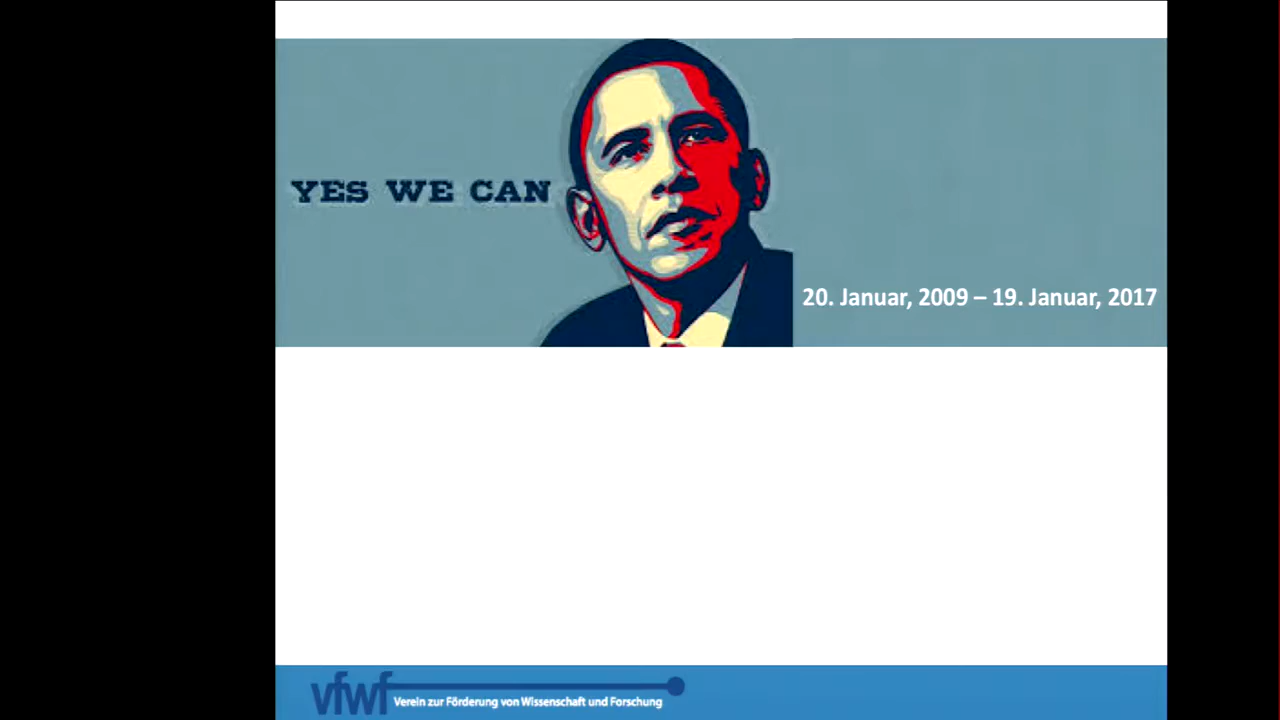 YES WE CAN
20. Januar, 2009 – 19. Januar, 2017
vfwf
Verein zur Förderung von Wissenschaft und Forschung